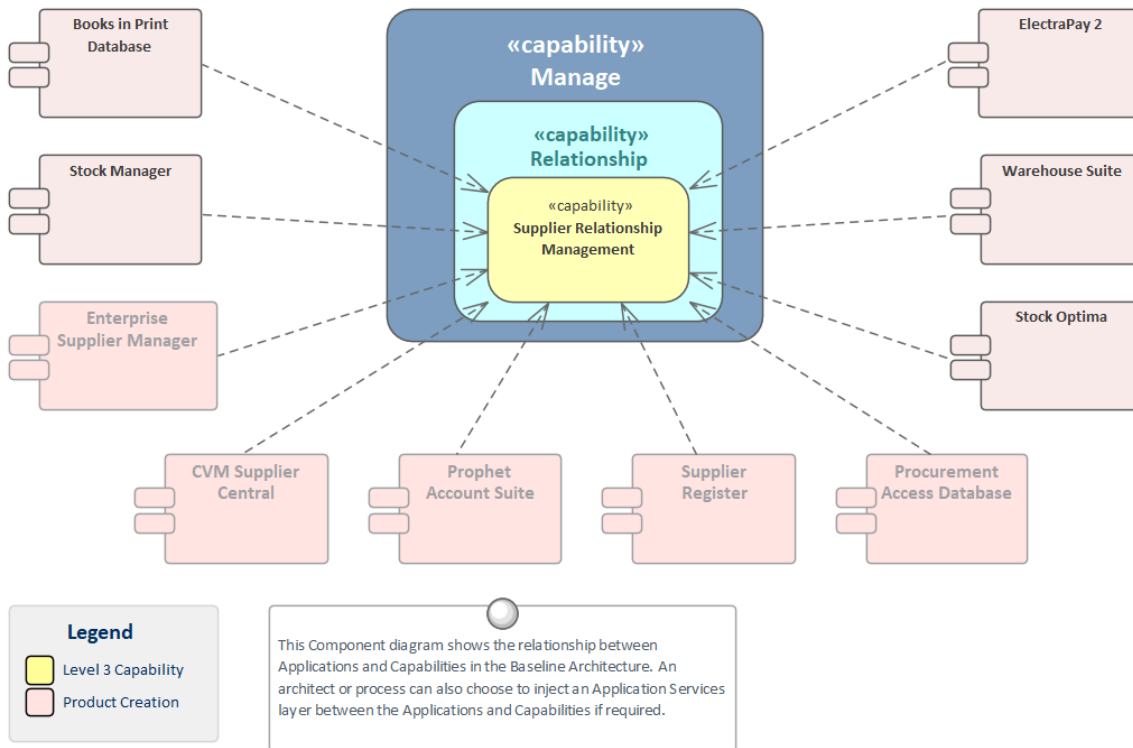 Books in Print
Database
«capability»
Manage
ElectraPay 2
«capability»
Relationship
Stock Manager
Warehouse Suite
«capability»
Supplier Relationship
Management
Enterprise
Supplier Manager
Stock Optima
CVM Supplier
Central
Prophet
Account Suite
Supplier
Register
Procurement
Access Database
Legend
Level 3 Capability
Product Creation
This Component diagram shows the relationship between
Applications and Capabilities in the Baseline Architecture. An
architect or process can also choose to inject an Application Services
layer between the Applications and Capabilities if required.